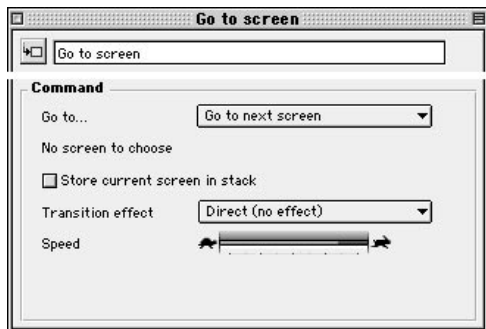 Go to screen
Go to screen
Command
Go to... Go to next screen
No screen to choose
Store current screen in stack
Transition effect Direct (no effect)
Speed